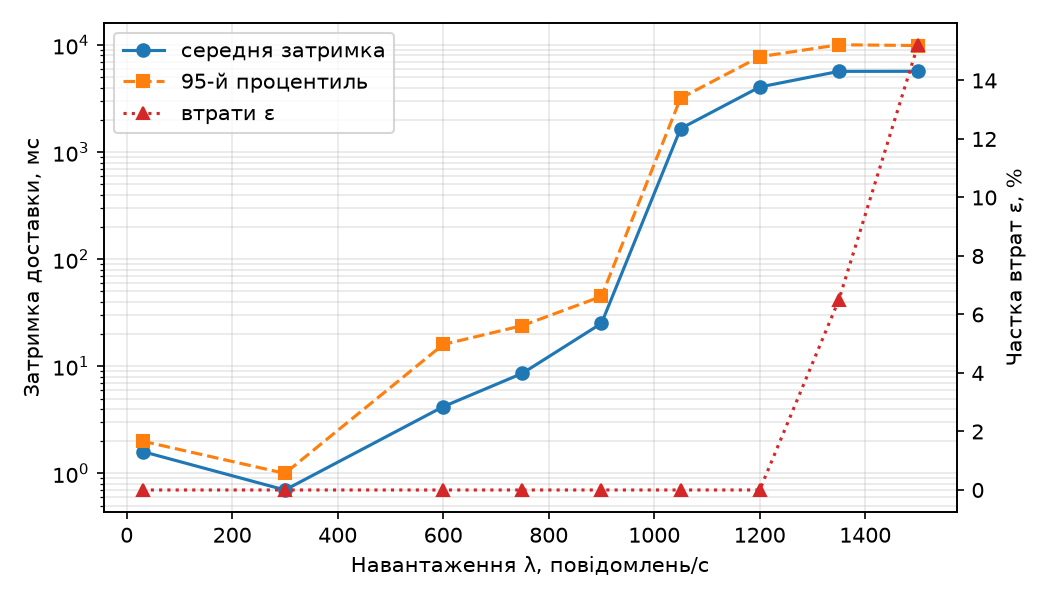 середня затримка
95-й процентиль
втрати ε
Затримка доставки, мс
10⁴
10³
10²
10¹
10⁰
14
12
10
8
6
4
2
0
Частка втрат ε, %
0 200 400 600 800 1000 1200 1400
Навантаження λ, повідомлень/с